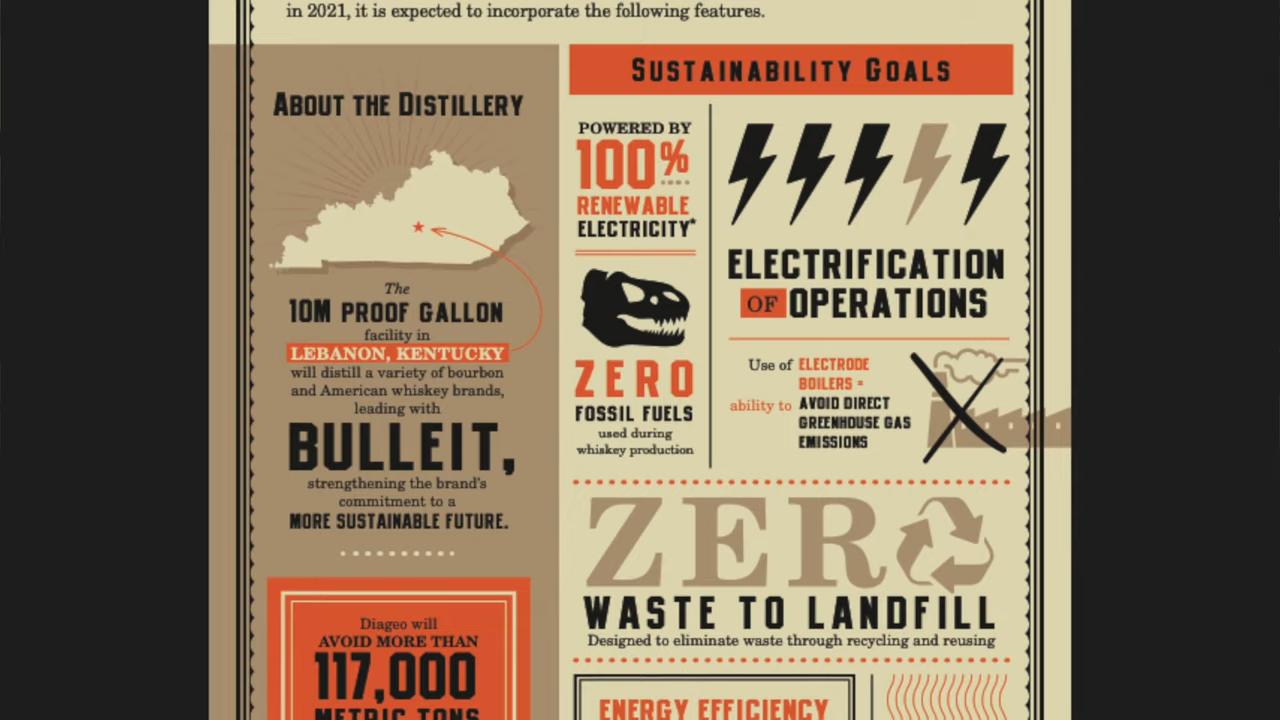 in 2021, it is expected to incorporate the following features.
ABOUT THE DISTILLERY
The
10M PROOF GALLON
facility in
LEBANON, KENTUCKY
will distill a variety of bourbon
and American whiskey brands,
leading with
BULLEIT,
strengthening the brand's
commitment to a
MORE SUSTAINABLE FUTURE.
Diageo will
AVOID MORE THAN
117,000
METRIC TONS
SUSTAINABILITY GOALS
POWERED BY
100%
RENEWABLE
ELECTRICITY*
ZERO
FOSSIL FUELS
used during
whiskey production
ELECTRIFICATION
OF OPERATIONS
Use of ELECTRODE
BOILERS =
ability to AVOID DIRECT
GREENHOUSE GAS
EMISSIONS
ZERO
WASTE TO LANDFILL
Designed to eliminate waste through recycling and reusing
ENERGY EFFICIENCY